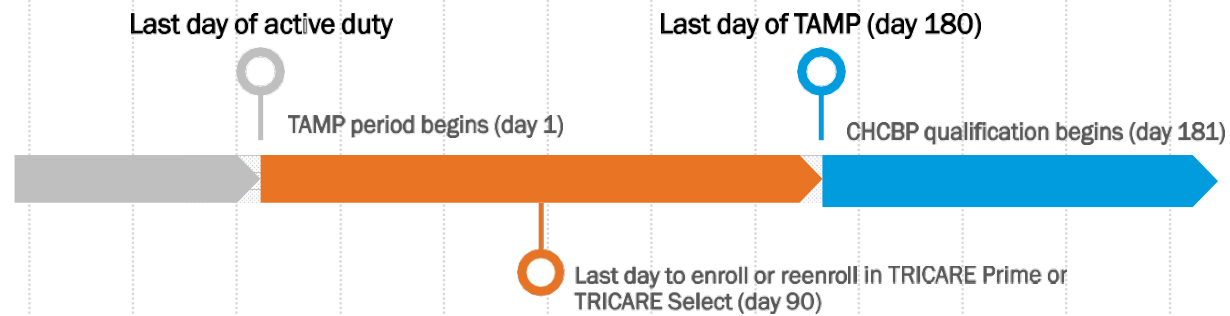 Last day of active duty
Last day of TAMP (day 180)
TAMP period begins (day 1)
CHCBP qualification begins (day 181)
Last day to enroll or reenroll in TRICARE Prime or
TRICARE Select (day 90)